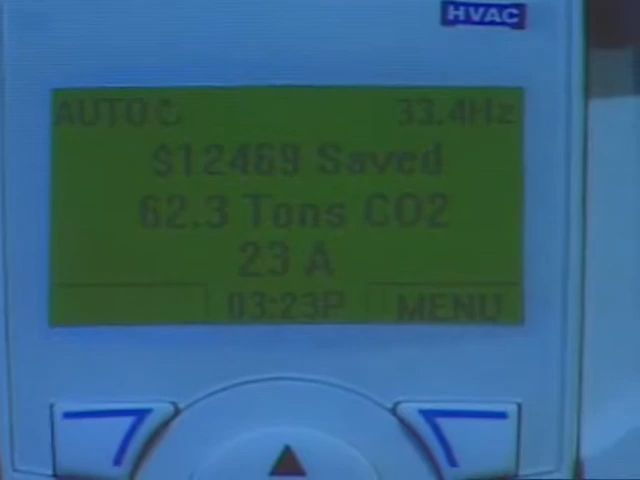 HVAC
AUTO 33.4Hz
$12469 Saved
62.3 Tons CO2
23 A
03:23P MENU